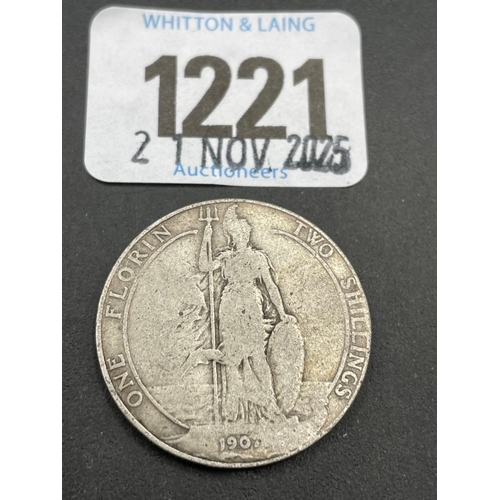 WHITTON & LAING
1221
21 NOV 2025
Auctioneers
ONE FLORIN TWO SHILLINGS